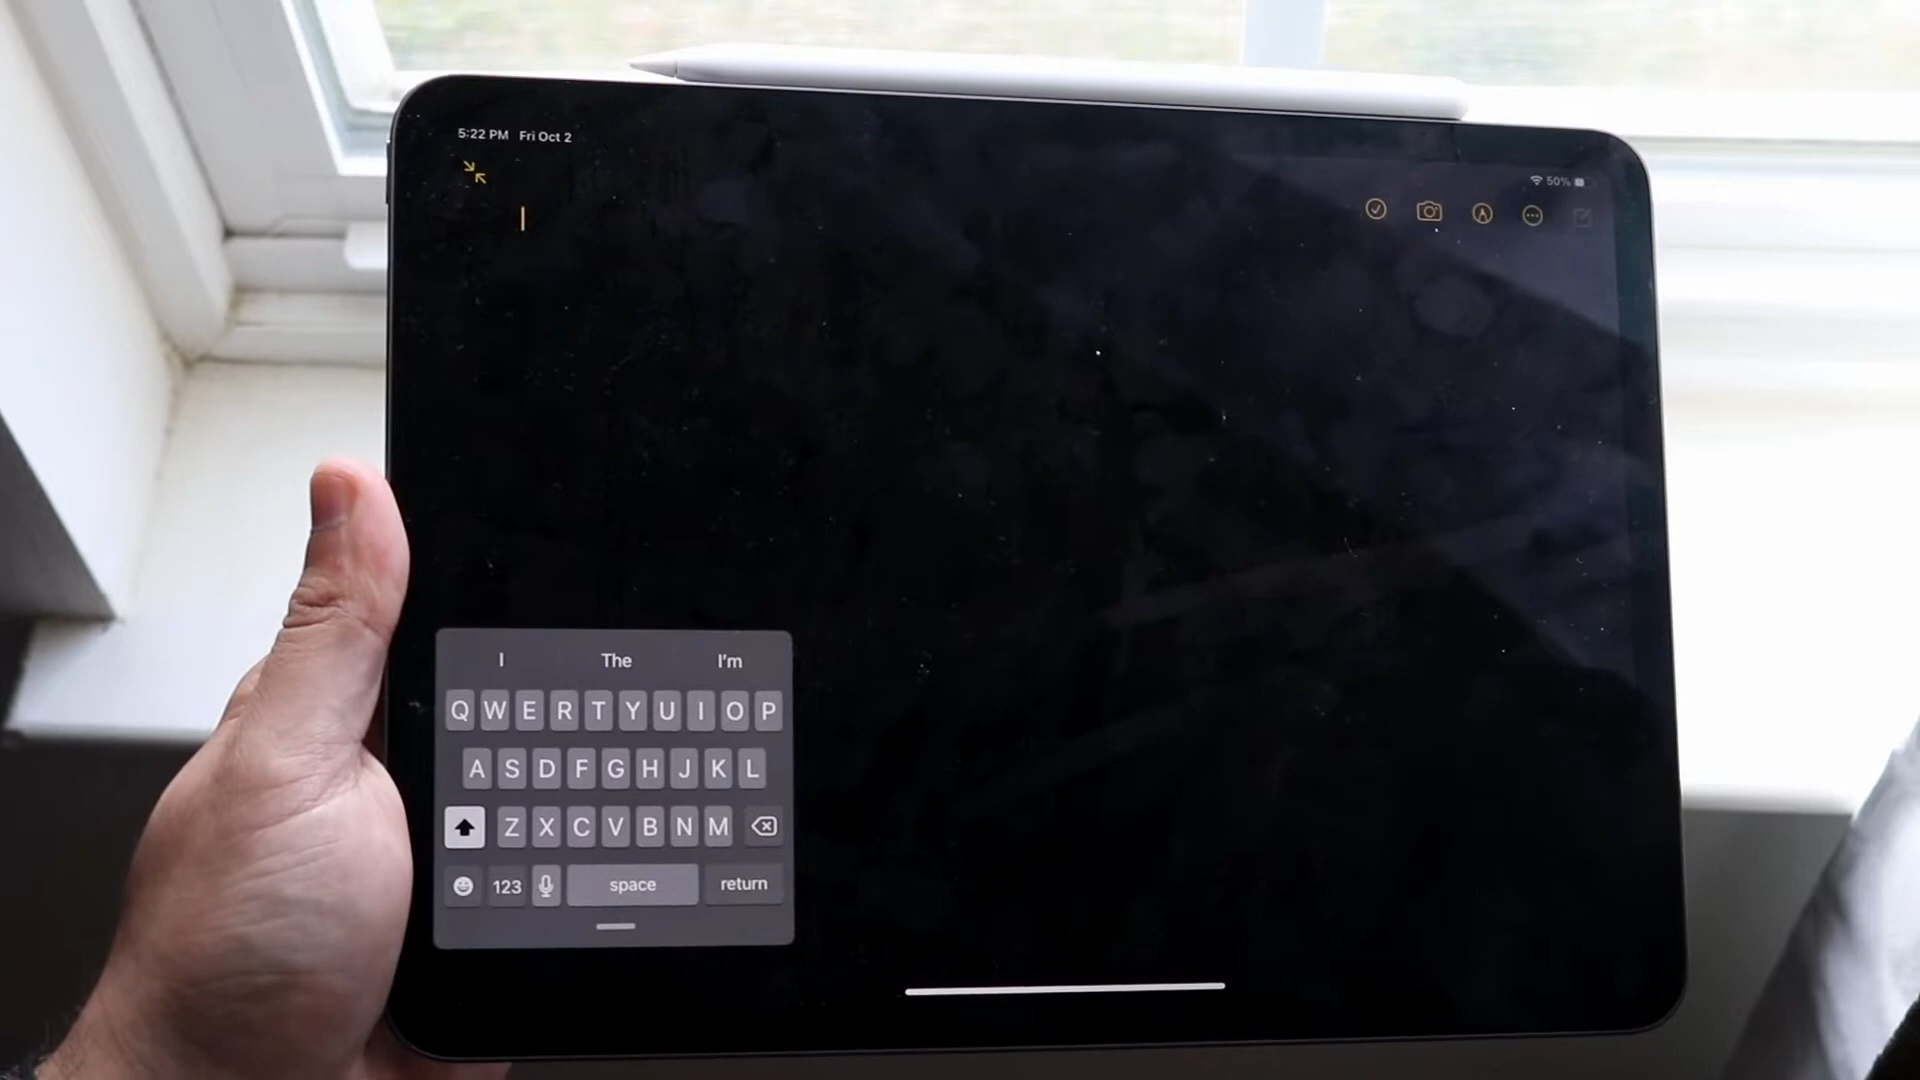 5:22 PM Fri Oct 2
50%
I The I'm
Q W E R T Y U I O P
A S D F G H J K L
Z X C V B N M
123 space return